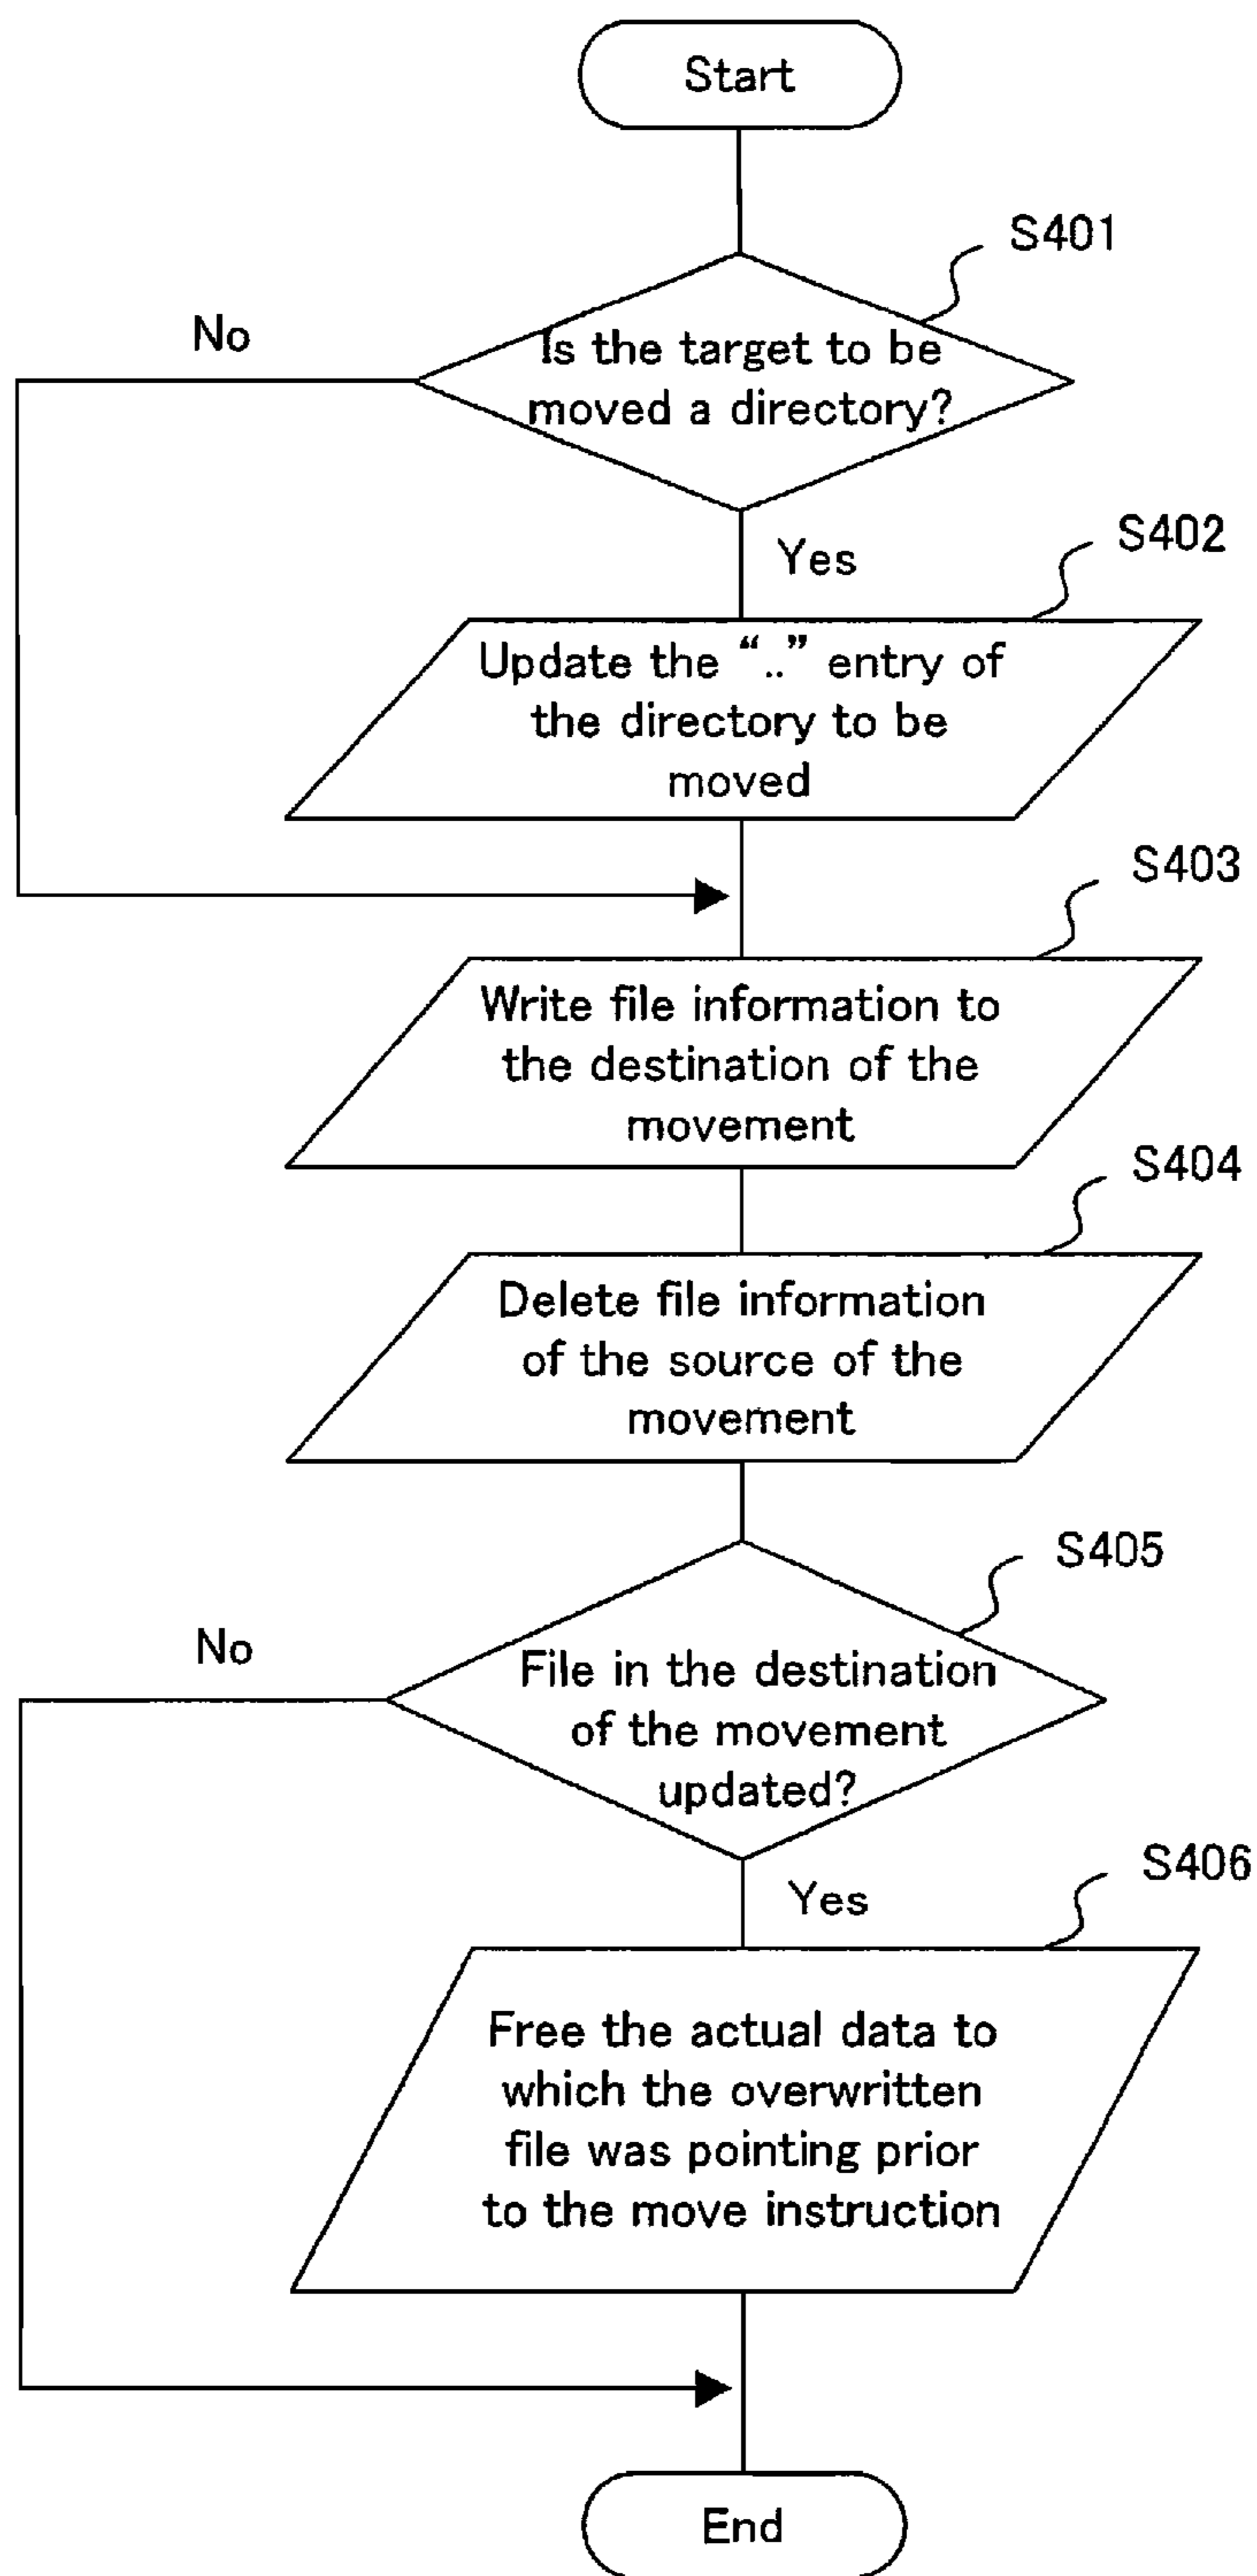 Start
S401
No
Is the target to be
moved a directory?
Yes
S402
Update the “..” entry of
the directory to be
moved
S403
Write file information to
the destination of the
movement
S404
Delete file information
of the source of the
movement
S405
No
File in the destination
of the movement
updated?
Yes
S406
Free the actual data to
which the overwritten
file was pointing prior
to the move instruction
End